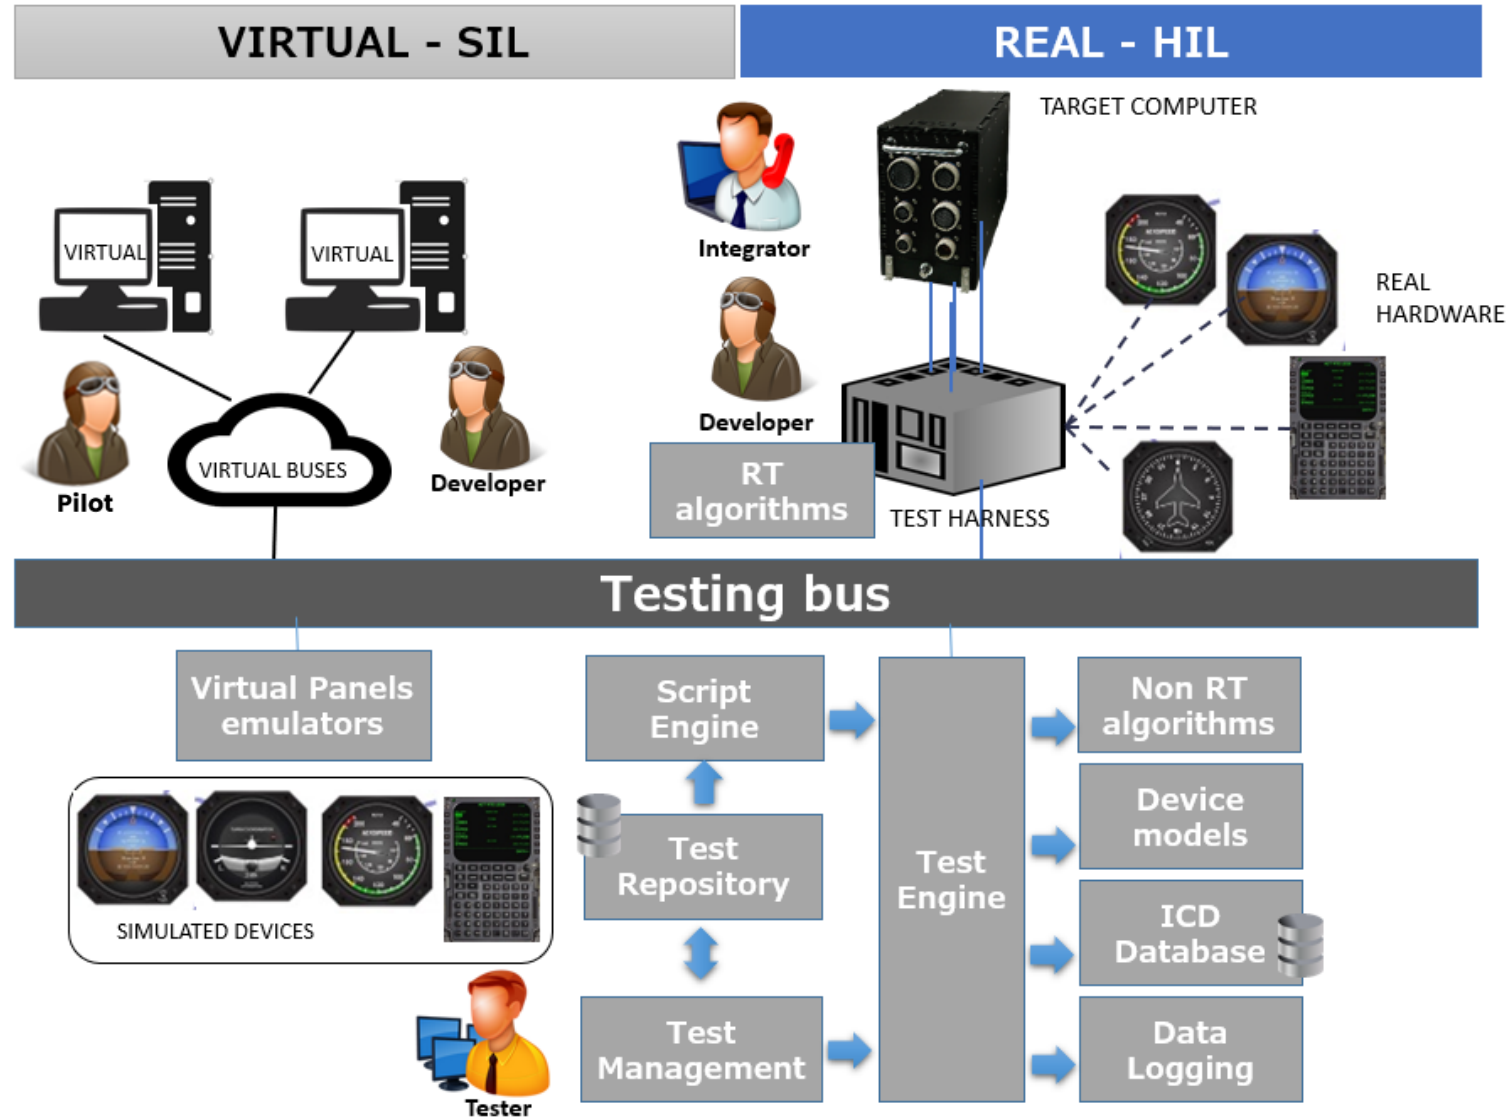 VIRTUAL - SIL
REAL - HIL
TARGET COMPUTER
Integrator
VIRTUAL
VIRTUAL
REAL
HARDWARE
Developer
Pilot
VIRTUAL BUSES
Developer
RT
algorithms
TEST HARNESS
Testing bus
Virtual Panels
emulators
Script
Engine
Non RT
algorithms
Device
models
Test
Repository
Test
Engine
SIMULATED DEVICES
ICD
Database
Test
Management
Data
Logging
Tester